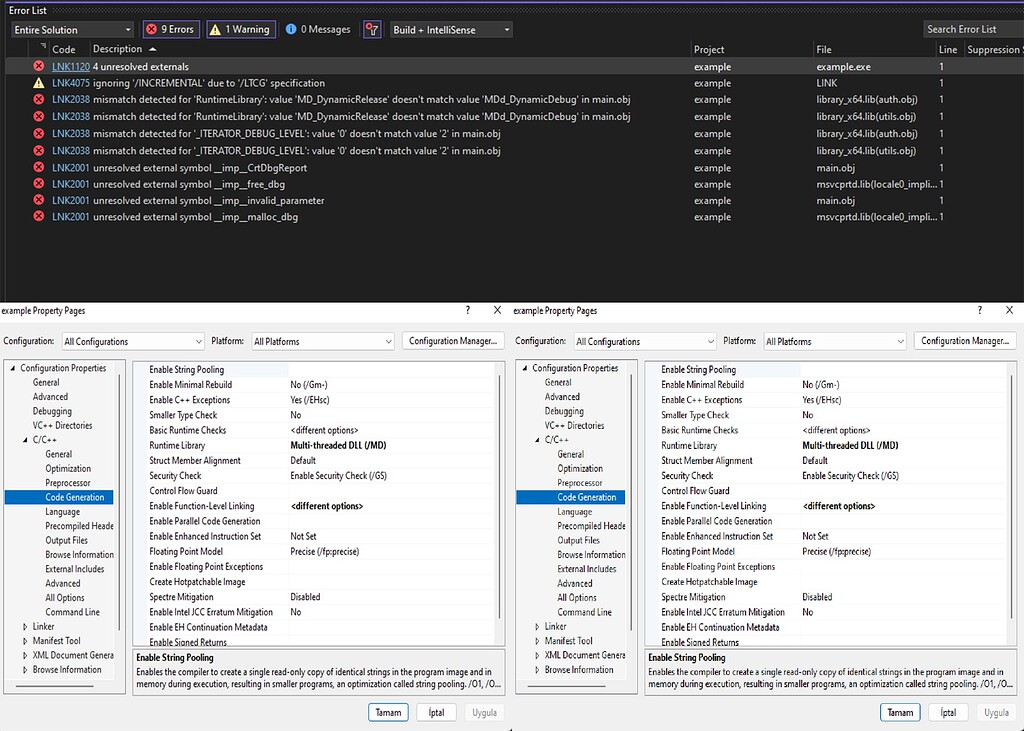 Error List
Entire Solution 9 Errors 1 Warning 0 Messages Build + IntelliSense Search Error List
Code Description Project File Line Suppression S
LNK1120 4 unresolved externals example example.exe 1
LNK4075 ignoring '/INCREMENTAL' due to '/LTCG' specification example LINK 1
LNK2038 mismatch detected for 'RuntimeLibrary': value 'MD_DynamicRelease' doesn't match value 'MDd_DynamicDebug' in main.obj example library_x64.lib(auth.obj) 1
LNK2038 mismatch detected for 'RuntimeLibrary': value 'MD_DynamicRelease' doesn't match value 'MDd_DynamicDebug' in main.obj example library_x64.lib(utils.obj) 1
LNK2038 mismatch detected for '_ITERATOR_DEBUG_LEVEL': value '0' doesn't match value '2' in main.obj example library_x64.lib(auth.obj) 1
LNK2038 mismatch detected for '_ITERATOR_DEBUG_LEVEL': value '0' doesn't match value '2' in main.obj example library_x64.lib(utils.obj) 1
LNK2001 unresolved external symbol __imp__CrtDbgReport example main.obj 1
LNK2001 unresolved external symbol __imp__free_dbg example msvcprtd.lib(locale0_impli... 1
LNK2001 unresolved external symbol __imp__invalid_parameter example main.obj 1
LNK2001 unresolved external symbol __imp__malloc_dbg example msvcprtd.lib(locale0_impli... 1
example Property Pages ? X
Configuration: All Configurations Platform: All Platforms Configuration Manager...
Configuration Properties
General
Advanced
Debugging
VC++ Directories
C/C++
General
Optimization
Preprocessor
Code Generation
Language
Precompiled Heade
Output Files
Browse Information
External Includes
Advanced
All Options
Command Line
Linker
Manifest Tool
XML Document Genera
Browse Information
Enable String Pooling
Enable Minimal Rebuild No (/Gm-)
Enable C++ Exceptions Yes (/EHsc)
Smaller Type Check No
Basic Runtime Checks <different options>
Runtime Library Multi-threaded DLL (/MD)
Struct Member Alignment Default
Security Check Enable Security Check (/GS)
Control Flow Guard
Enable Function-Level Linking <different options>
Enable Parallel Code Generation
Enable Enhanced Instruction Set Not Set
Floating Point Model Precise (/fp:precise)
Enable Floating Point Exceptions
Create Hotpatchable Image
Spectre Mitigation Disabled
Enable Intel JCC Erratum Mitigation No
Enable EH Continuation Metadata
Enable Signed Returns
Enable String Pooling
Enables the compiler to create a single read-only copy of identical strings in the program image and in
memory during execution, resulting in smaller programs, an optimization called string pooling. /O1, /O...
Tamam İptal Uygula
example Property Pages ? X
Configuration: All Configurations Platform: All Platforms Configuration Manager...
Configuration Properties
General
Advanced
Debugging
VC++ Directories
C/C++
General
Optimization
Preprocessor
Code Generation
Language
Precompiled Heade
Output Files
Browse Information
External Includes
Advanced
All Options
Command Line
Linker
Manifest Tool
XML Document Genera
Browse Information
Enable String Pooling
Enable Minimal Rebuild No (/Gm-)
Enable C++ Exceptions Yes (/EHsc)
Smaller Type Check No
Basic Runtime Checks <different options>
Runtime Library Multi-threaded DLL (/MD)
Struct Member Alignment Default
Security Check Enable Security Check (/GS)
Control Flow Guard
Enable Function-Level Linking <different options>
Enable Parallel Code Generation
Enable Enhanced Instruction Set Not Set
Floating Point Model Precise (/fp:precise)
Enable Floating Point Exceptions
Create Hotpatchable Image
Spectre Mitigation Disabled
Enable Intel JCC Erratum Mitigation No
Enable EH Continuation Metadata
Enable Signed Returns
Enable String Pooling
Enables the compiler to create a single read-only copy of identical strings in the program image and in
memory during execution, resulting in smaller programs, an optimization called string pooling. /O1, /O...
Tamam İptal Uygula